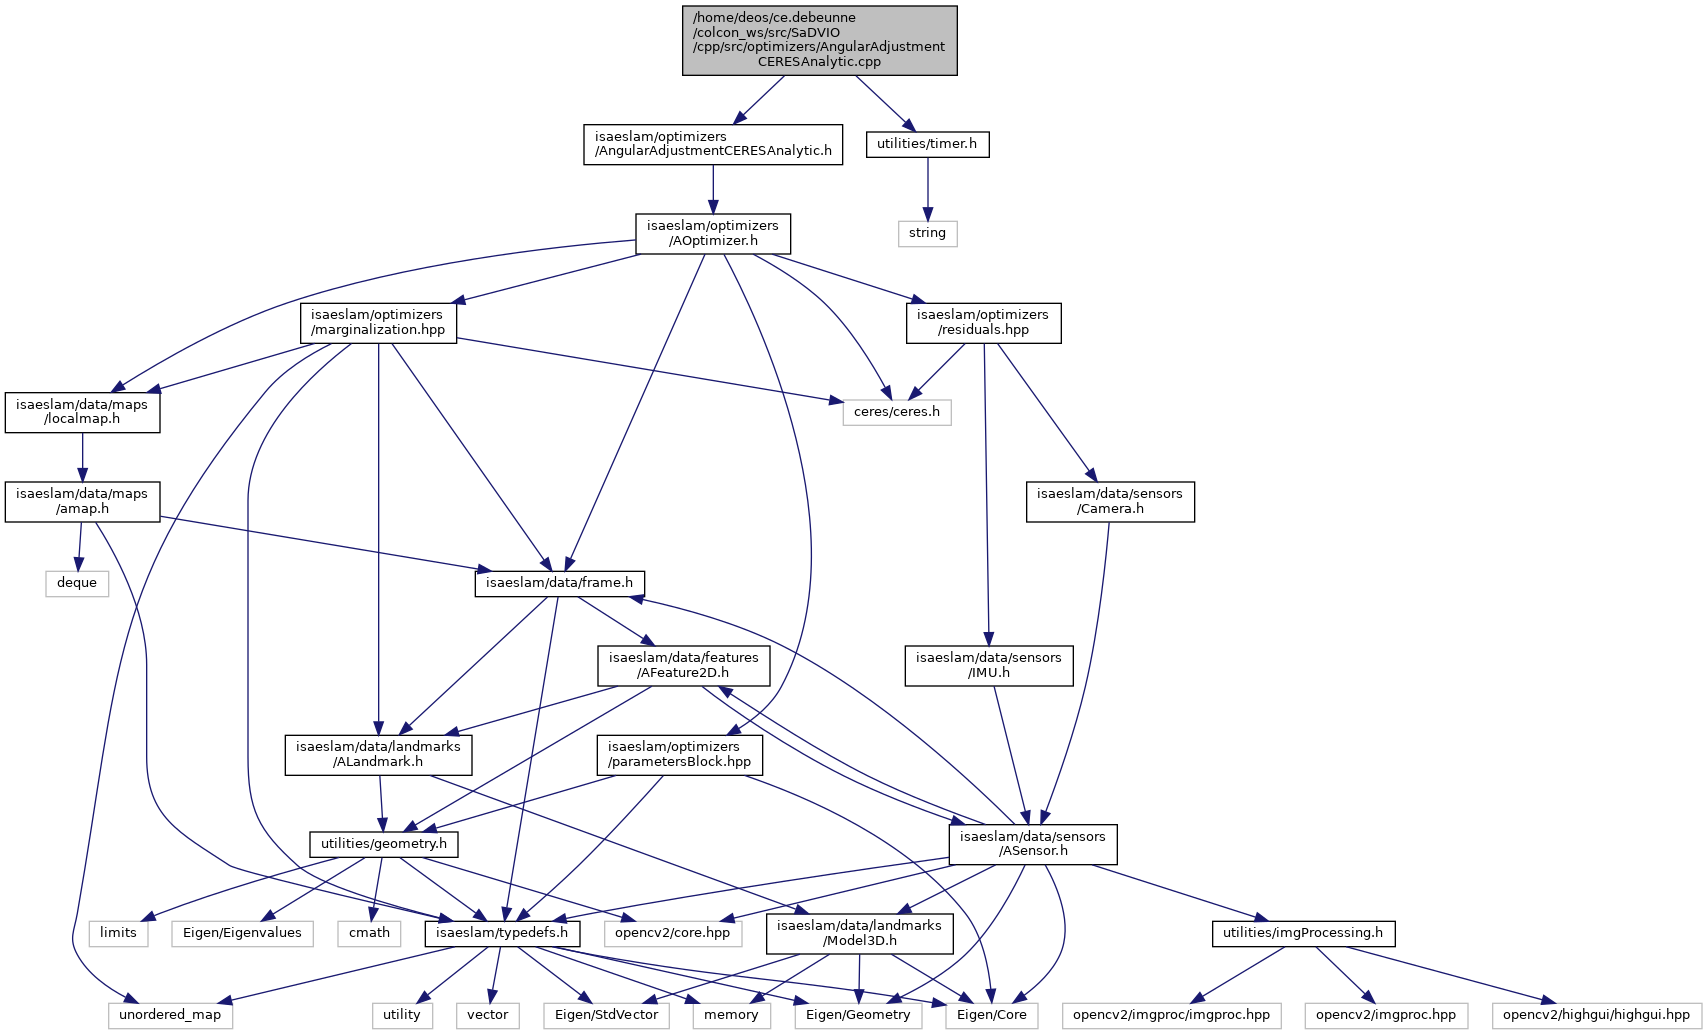 /home/deos/ce.debeunne
/colcon_ws/src/SaDVIO
/cpp/src/optimizers/AngularAdjustment
CERESAnalytic.cpp
isaeslam/optimizers
/AngularAdjustmentCERESAnalytic.h
utilities/timer.h
isaeslam/optimizers
/AOptimizer.h
string
isaeslam/optimizers
/marginalization.hpp
isaeslam/optimizers
/residuals.hpp
isaeslam/data/maps
/localmap.h
ceres/ceres.h
isaeslam/data/maps
/amap.h
isaeslam/data/sensors
/Camera.h
deque
isaeslam/data/frame.h
isaeslam/data/features
/AFeature2D.h
isaeslam/data/sensors
/IMU.h
isaeslam/data/landmarks
/ALandmark.h
isaeslam/optimizers
/parametersBlock.hpp
utilities/geometry.h
isaeslam/data/sensors
/ASensor.h
limits
Eigen/Eigenvalues
cmath
isaeslam/typedefs.h
opencv2/core.hpp
isaeslam/data/landmarks
/Model3D.h
utilities/imgProcessing.h
unordered_map
utility
vector
Eigen/StdVector
memory
Eigen/Geometry
Eigen/Core
opencv2/imgproc/imgproc.hpp
opencv2/imgproc.hpp
opencv2/highgui/highgui.hpp